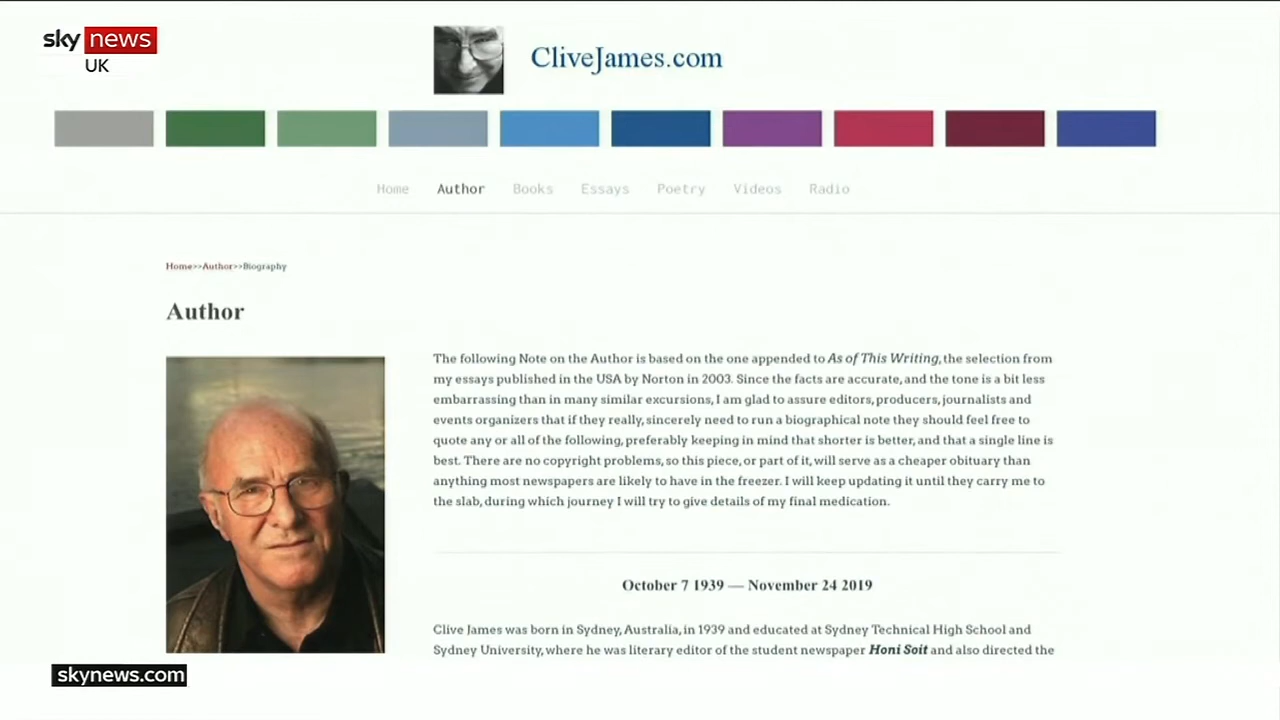 sky news
UK
CliveJames.com
Home Author Books Essays Poetry Videos Radio
Home>>Author>>Biography
Author
The following Note on the Author is based on the one appended to As of This Writing, the selection from
my essays published in the USA by Norton in 2003. Since the facts are accurate, and the tone is a bit less
embarrassing than in many similar excursions, I am glad to assure editors, producers, journalists and
events organizers that if they really, sincerely need to run a biographical note they should feel free to
quote any or all of the following, preferably keeping in mind that shorter is better, and that a single line is
best. There are no copyright problems, so this piece, or part of it, will serve as a cheaper obituary than
anything most newspapers are likely to have in the freezer. I will keep updating it until they carry me to
the slab, during which journey I will try to give details of my final medication.
October 7 1939 — November 24 2019
Clive James was born in Sydney, Australia, in 1939 and educated at Sydney Technical High School and
Sydney University, where he was literary editor of the student newspaper Honi Soit and also directed the
skynews.com